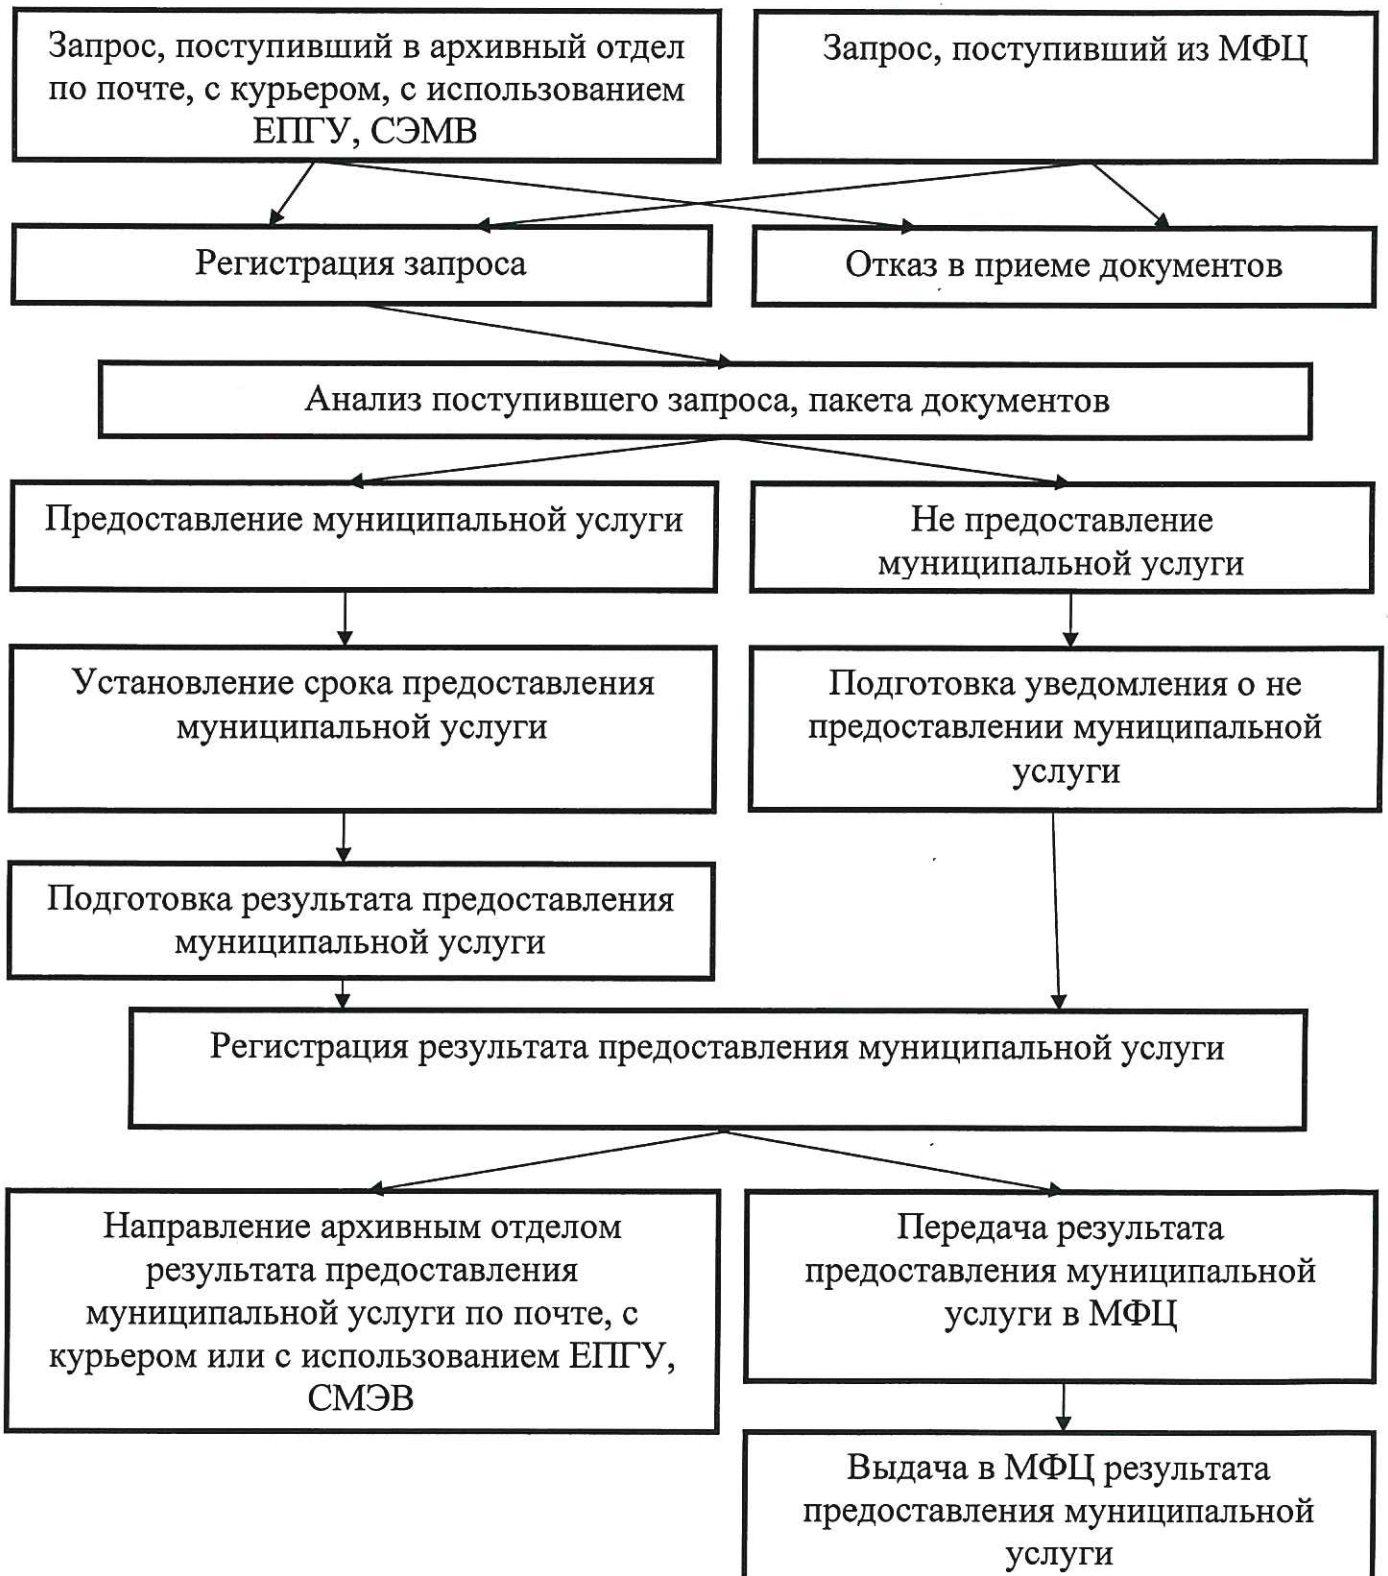 Запрос, поступивший в архивный отдел
по почте, с курьером, с использованием
ЕПГУ, СЭМВ
Запрос, поступивший из МФЦ
Регистрация запроса
Отказ в приеме документов
Анализ поступившего запроса, пакета документов
Предоставление муниципальной услуги
Не предоставление
муниципальной услуги
Установление срока предоставления
муниципальной услуги
Подготовка уведомления о не
предоставлении муниципальной
услуги
Подготовка результата предоставления
муниципальной услуги
Регистрация результата предоставления муниципальной услуги
Направление архивным отделом
результата предоставления
муниципальной услуги по почте, с
курьером или с использованием ЕПГУ,
СМЭВ
Передача результата
предоставления муниципальной
услуги в МФЦ
Выдача в МФЦ результата
предоставления муниципальной
услуги